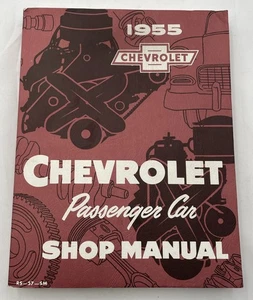 1955
CHEVROLET
CHEVROLET
Passenger Car
SHOP MANUAL